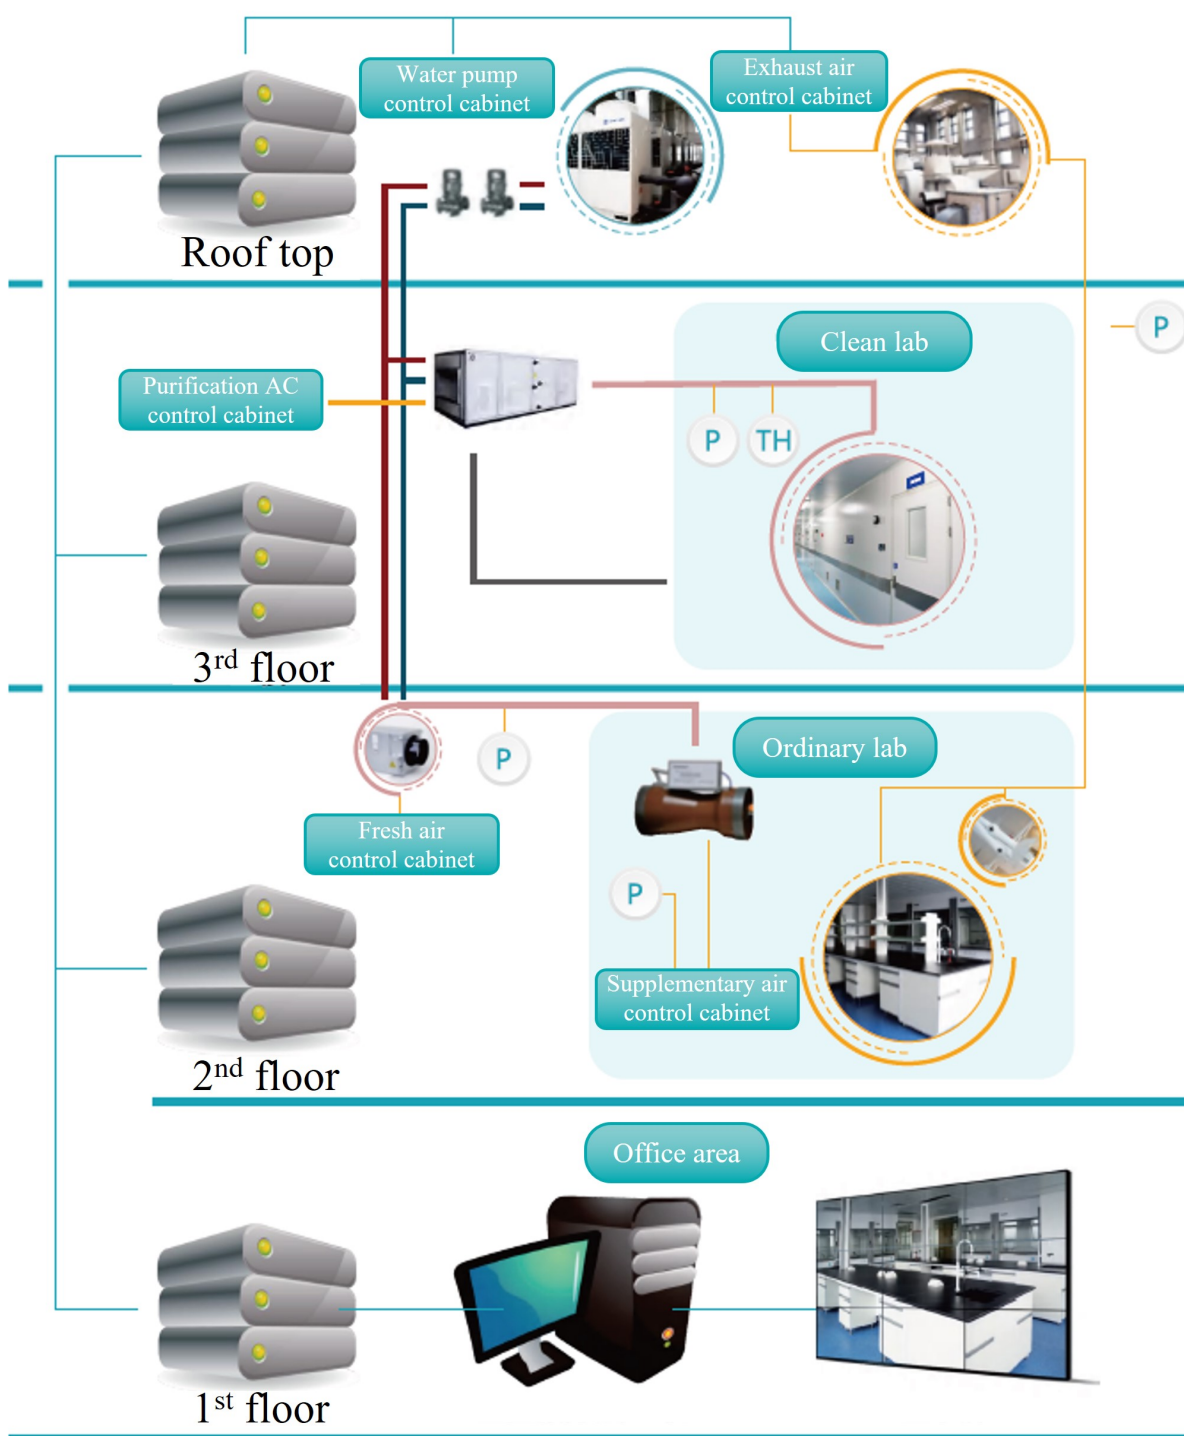 Water pump
control cabinet
Exhaust air
control cabinet
Roof top
Clean lab
P
Purification AC
control cabinet
P
TH
3rd floor
Ordinary lab
P
Fresh air
control cabinet
P
Supplementary air
control cabinet
2nd floor
Office area
1st floor